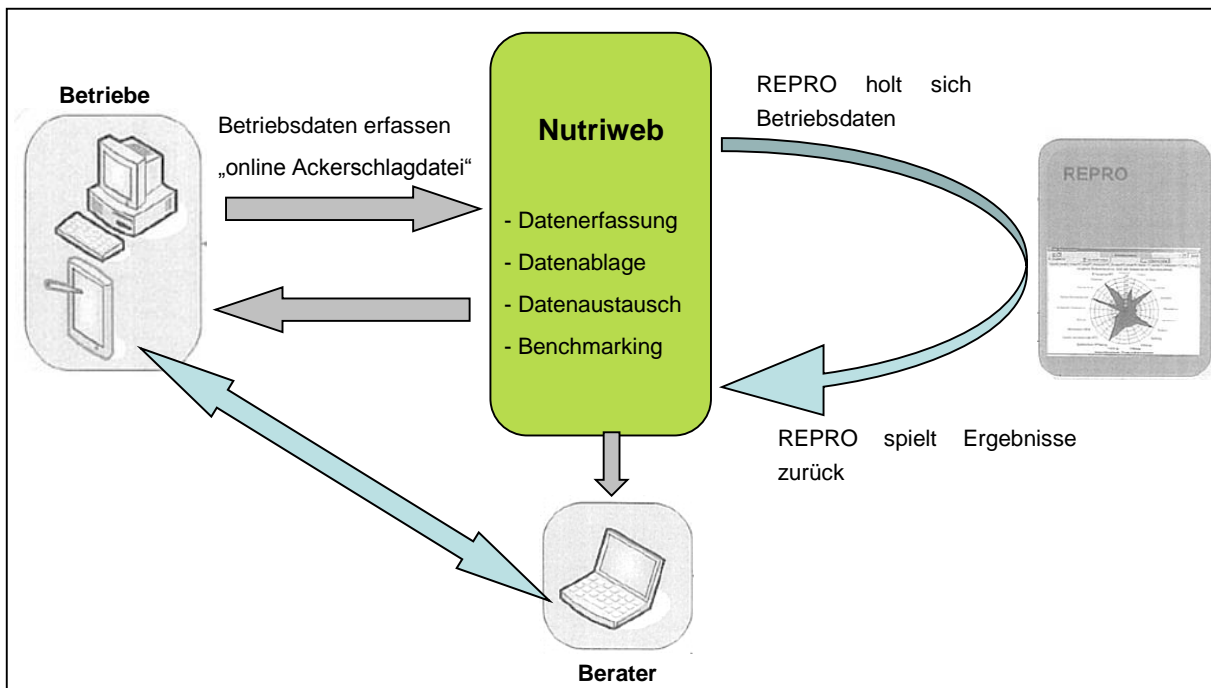 Betriebe
Betriebsdaten erfassen
„online Ackerschlagdatei“
Nutriweb
- Datenerfassung
- Datenablage
- Datenaustausch
- Benchmarking
REPRO holt sich
Betriebsdaten
REPRO
REPRO spielt Ergebnisse
zurück
Berater